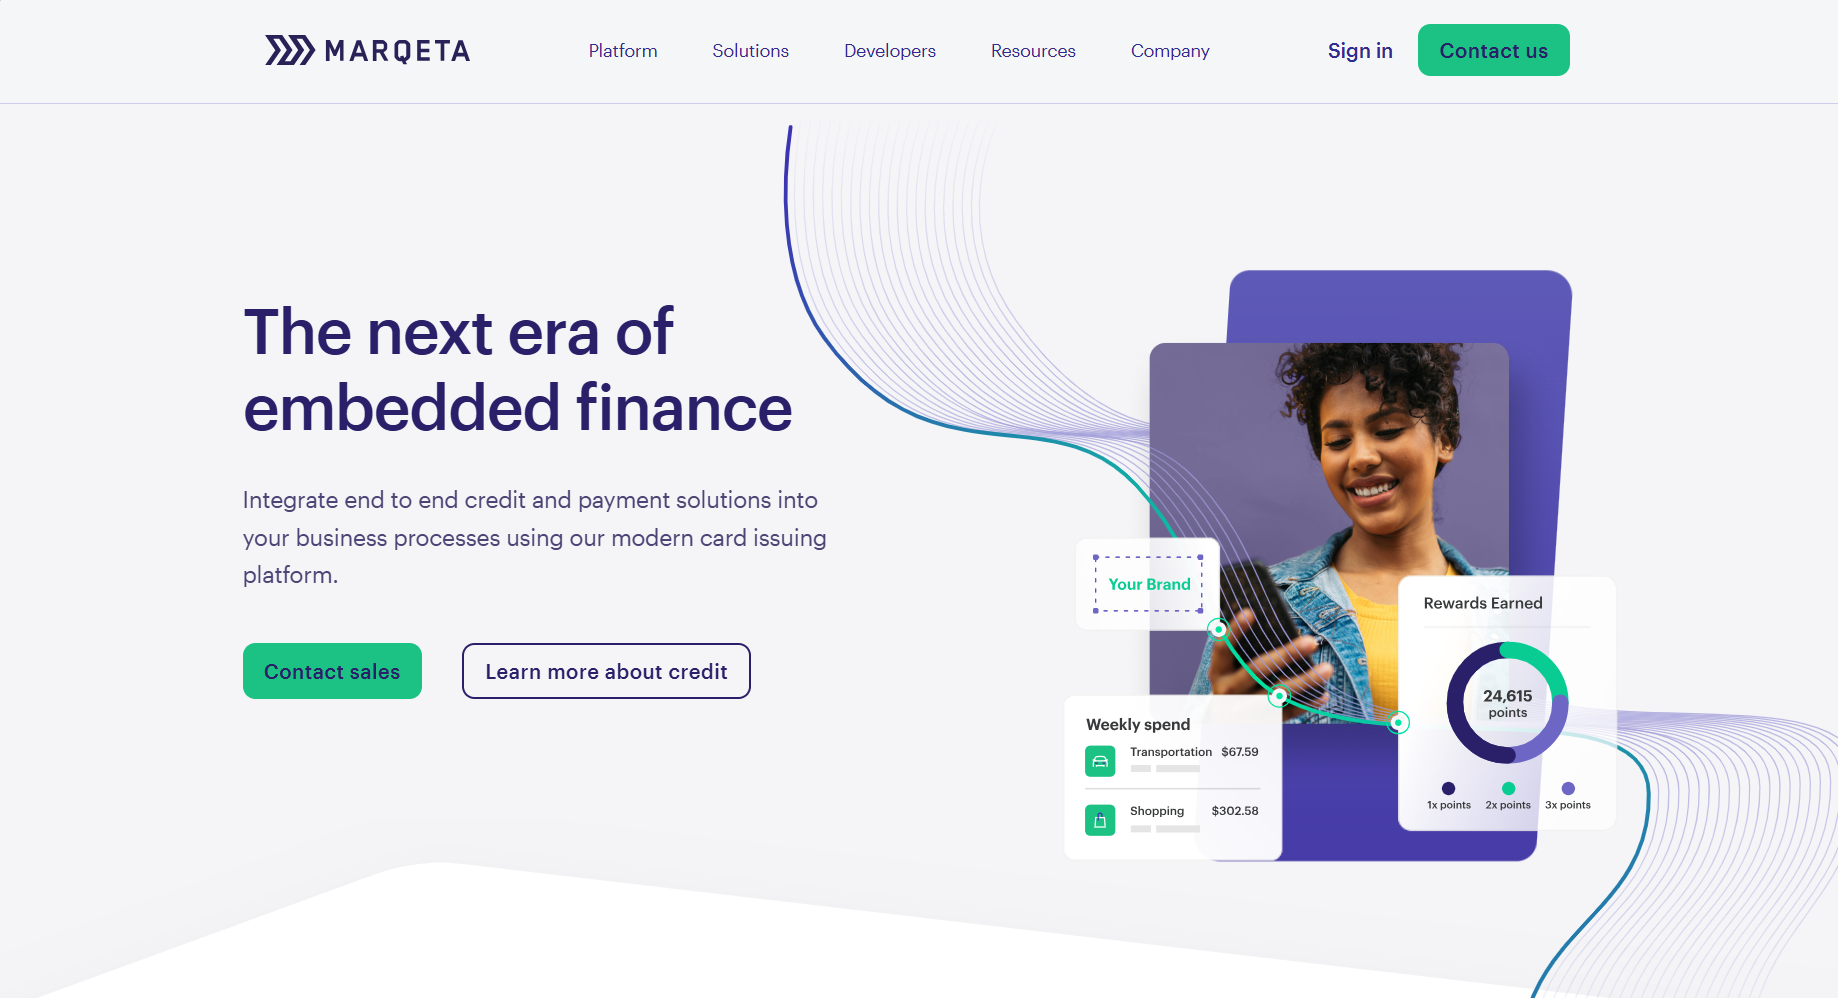 MARQETA
Platform
Solutions
Developers
Resources
Company
Sign in
Contact us
The next era of
embedded finance
Integrate end to end credit and payment solutions into
your business processes using our modern card issuing
platform.
Contact sales
Learn more about credit
Your Brand
Weekly spend
Transportation $67.59
Shopping $302.58
Rewards Earned
24,615
points
1x points
2x points
3x points